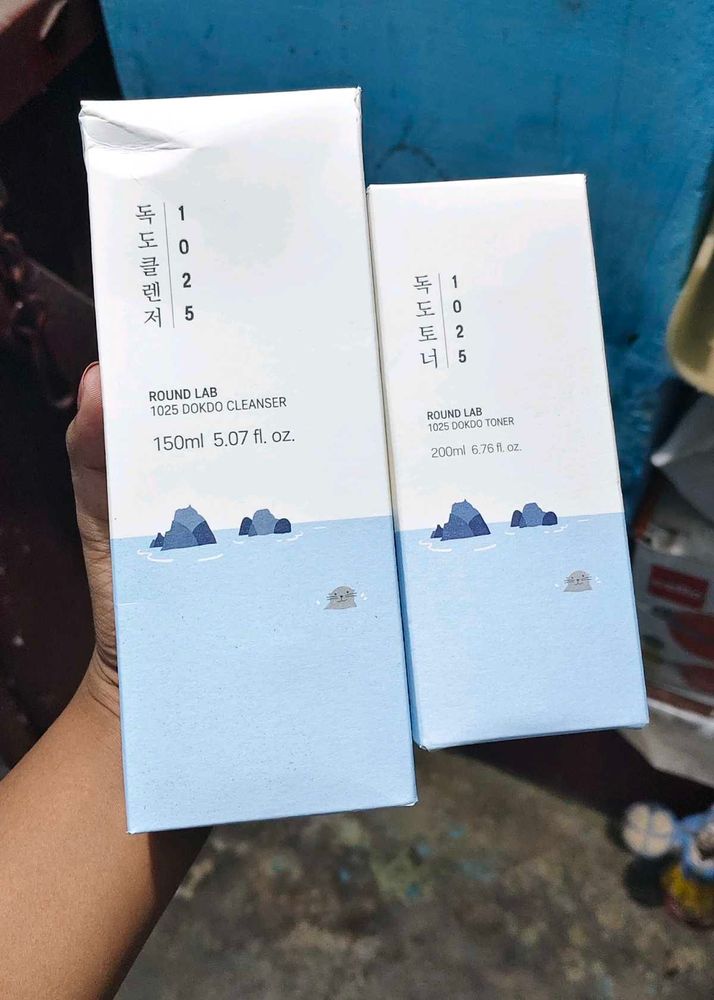 독도클렌저
1025
ROUND LAB
1025 DOKDO CLEANSER
150ml 5.07 fl. oz.
독도토너
1025
ROUND LAB
1025 DOKDO TONER
200ml 6.76 fl. oz.